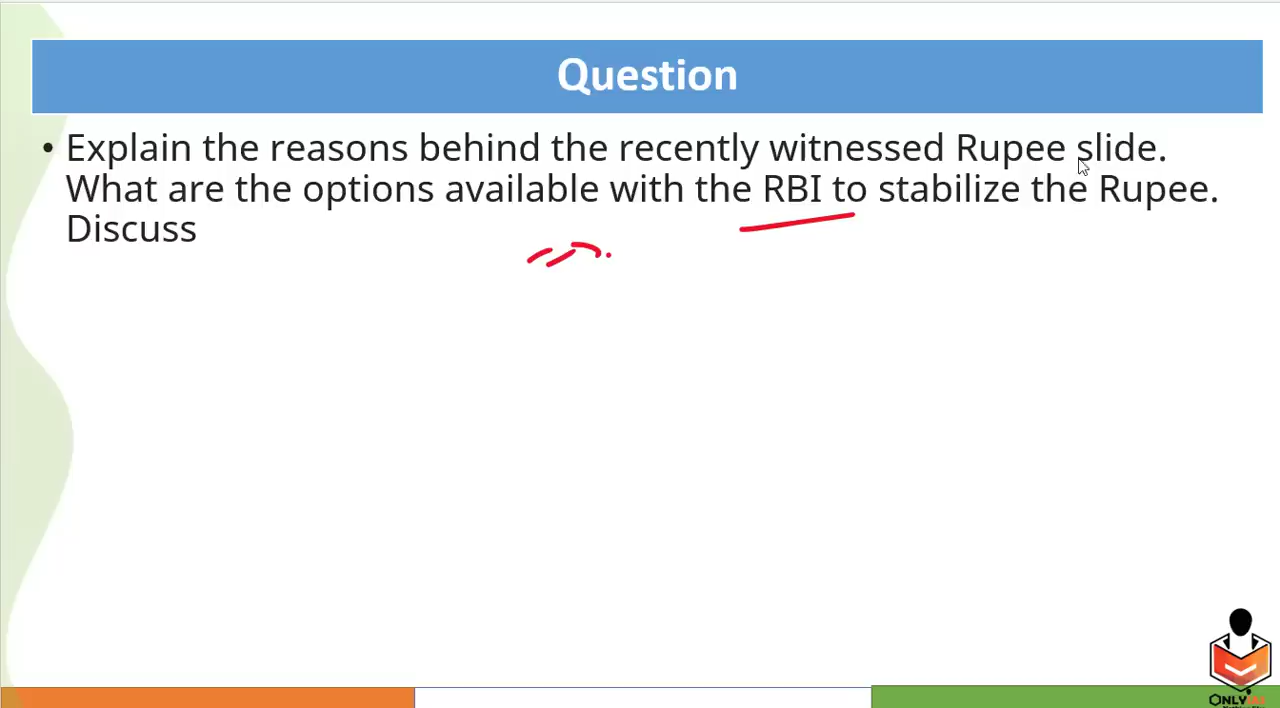 Question
• Explain the reasons behind the recently witnessed Rupee slide.
What are the options available with the RBI to stabilize the Rupee.
Discuss
ONLY